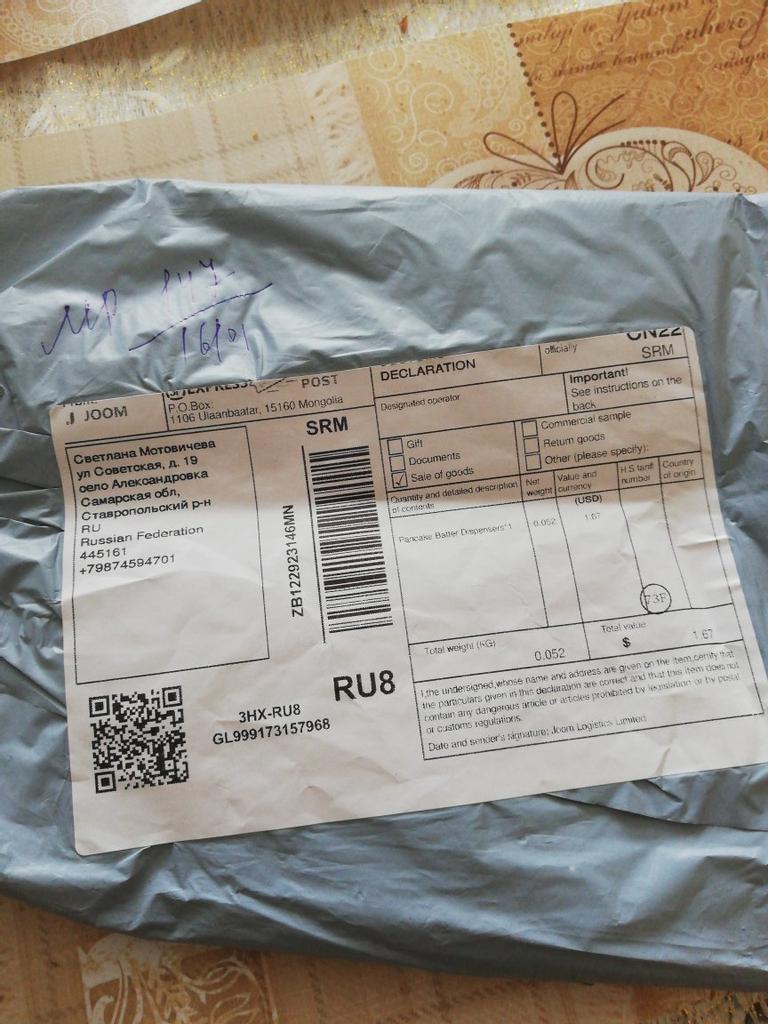 J JOOM
POST
P.O.Box:
1106 Ulaanbaatar, 15160 Mongolia
DECLARATION
officially
CN22
SRM
Designated operator
Important!
See instructions on the
back
Gift
Documents
Sale of goods
Commercial sample
Return goods
Other (please specify):
Quantity and detailed description
of contents
Net
weight
Value and
currency
(USD)
H.S tariff
number
Country
of origin
Pancake Batter Dispensers*1
0.052
1.67
73F
Total weight (KG)
0.052
Total value
$
1.67
I,the undersigned,whose name and address are given on the item,certify that
the particulars given in this declaration are correct and that this item does not
contain any dangerous article or articles prohibited by legislation or by postal
or customs regulations.
Date and sender's signature: Joom Logistics Limited
SRM
Светлана Мотовичева
ул Советская, д. 19
село Александровка
Самарская обл,
Ставропольский р-н
RU
Russian Federation
445161
+79874594701
ZB122923146MN
RU8
3HX-RU8
GL999173157968